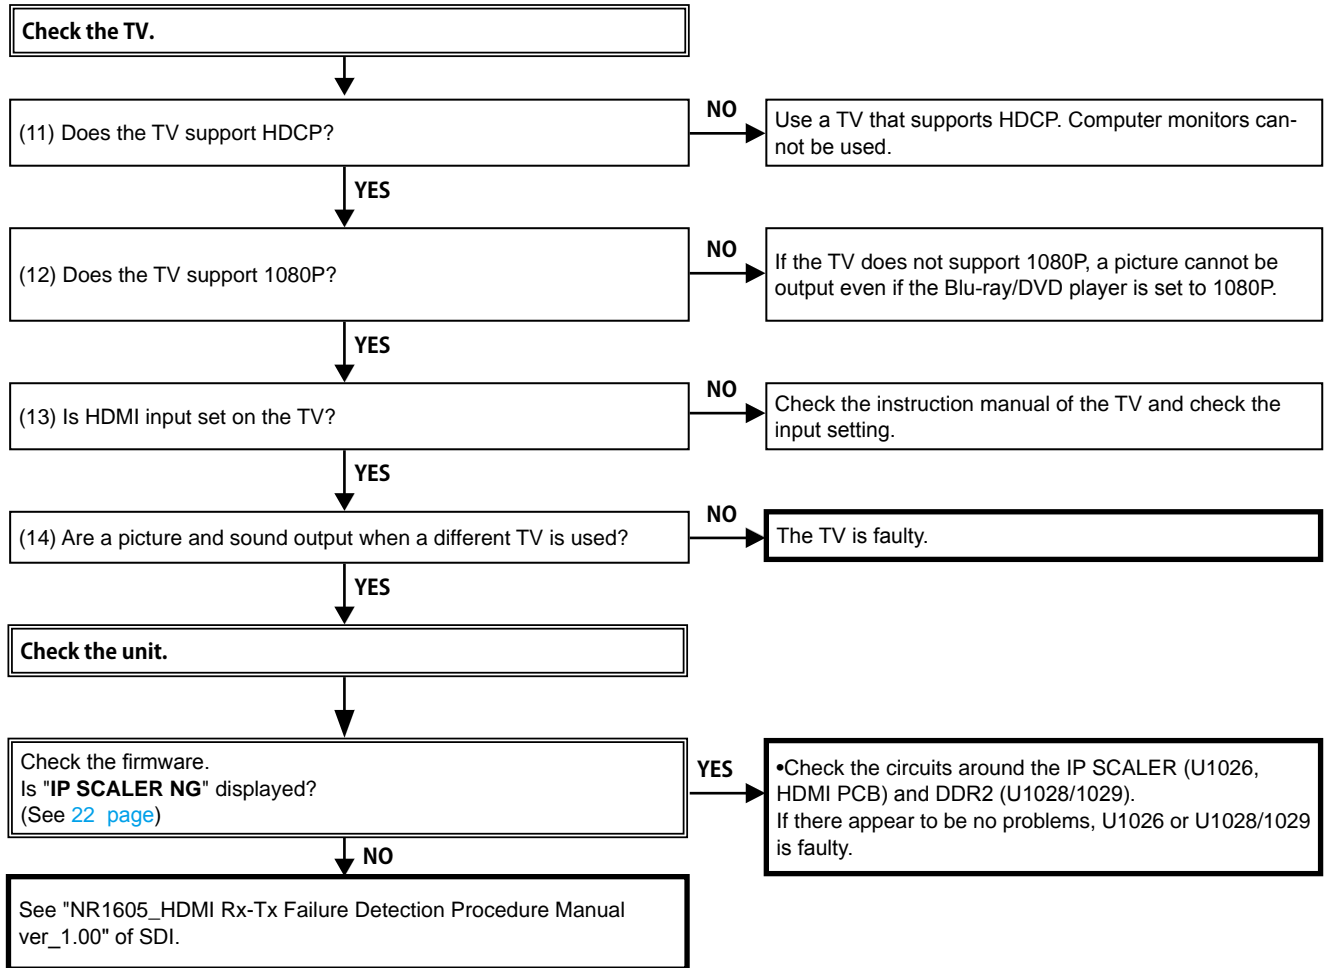 Check the TV.
(11) Does the TV support HDCP?
NO
Use a TV that supports HDCP. Computer monitors can-
not be used.
YES
(12) Does the TV support 1080P?
NO
If the TV does not support 1080P, a picture cannot be
output even if the Blu-ray/DVD player is set to 1080P.
YES
(13) Is HDMI input set on the TV?
NO
Check the instruction manual of the TV and check the
input setting.
YES
(14) Are a picture and sound output when a different TV is used?
NO
The TV is faulty.
YES
Check the unit.
Check the firmware.
Is "IP SCALER NG" displayed?
(See 22 page)
YES
•Check the circuits around the IP SCALER (U1026,
HDMI PCB) and DDR2 (U1028/1029).
If there appear to be no problems, U1026 or U1028/1029
is faulty.
NO
See "NR1605_HDMI Rx-Tx Failure Detection Procedure Manual
ver_1.00" of SDI.